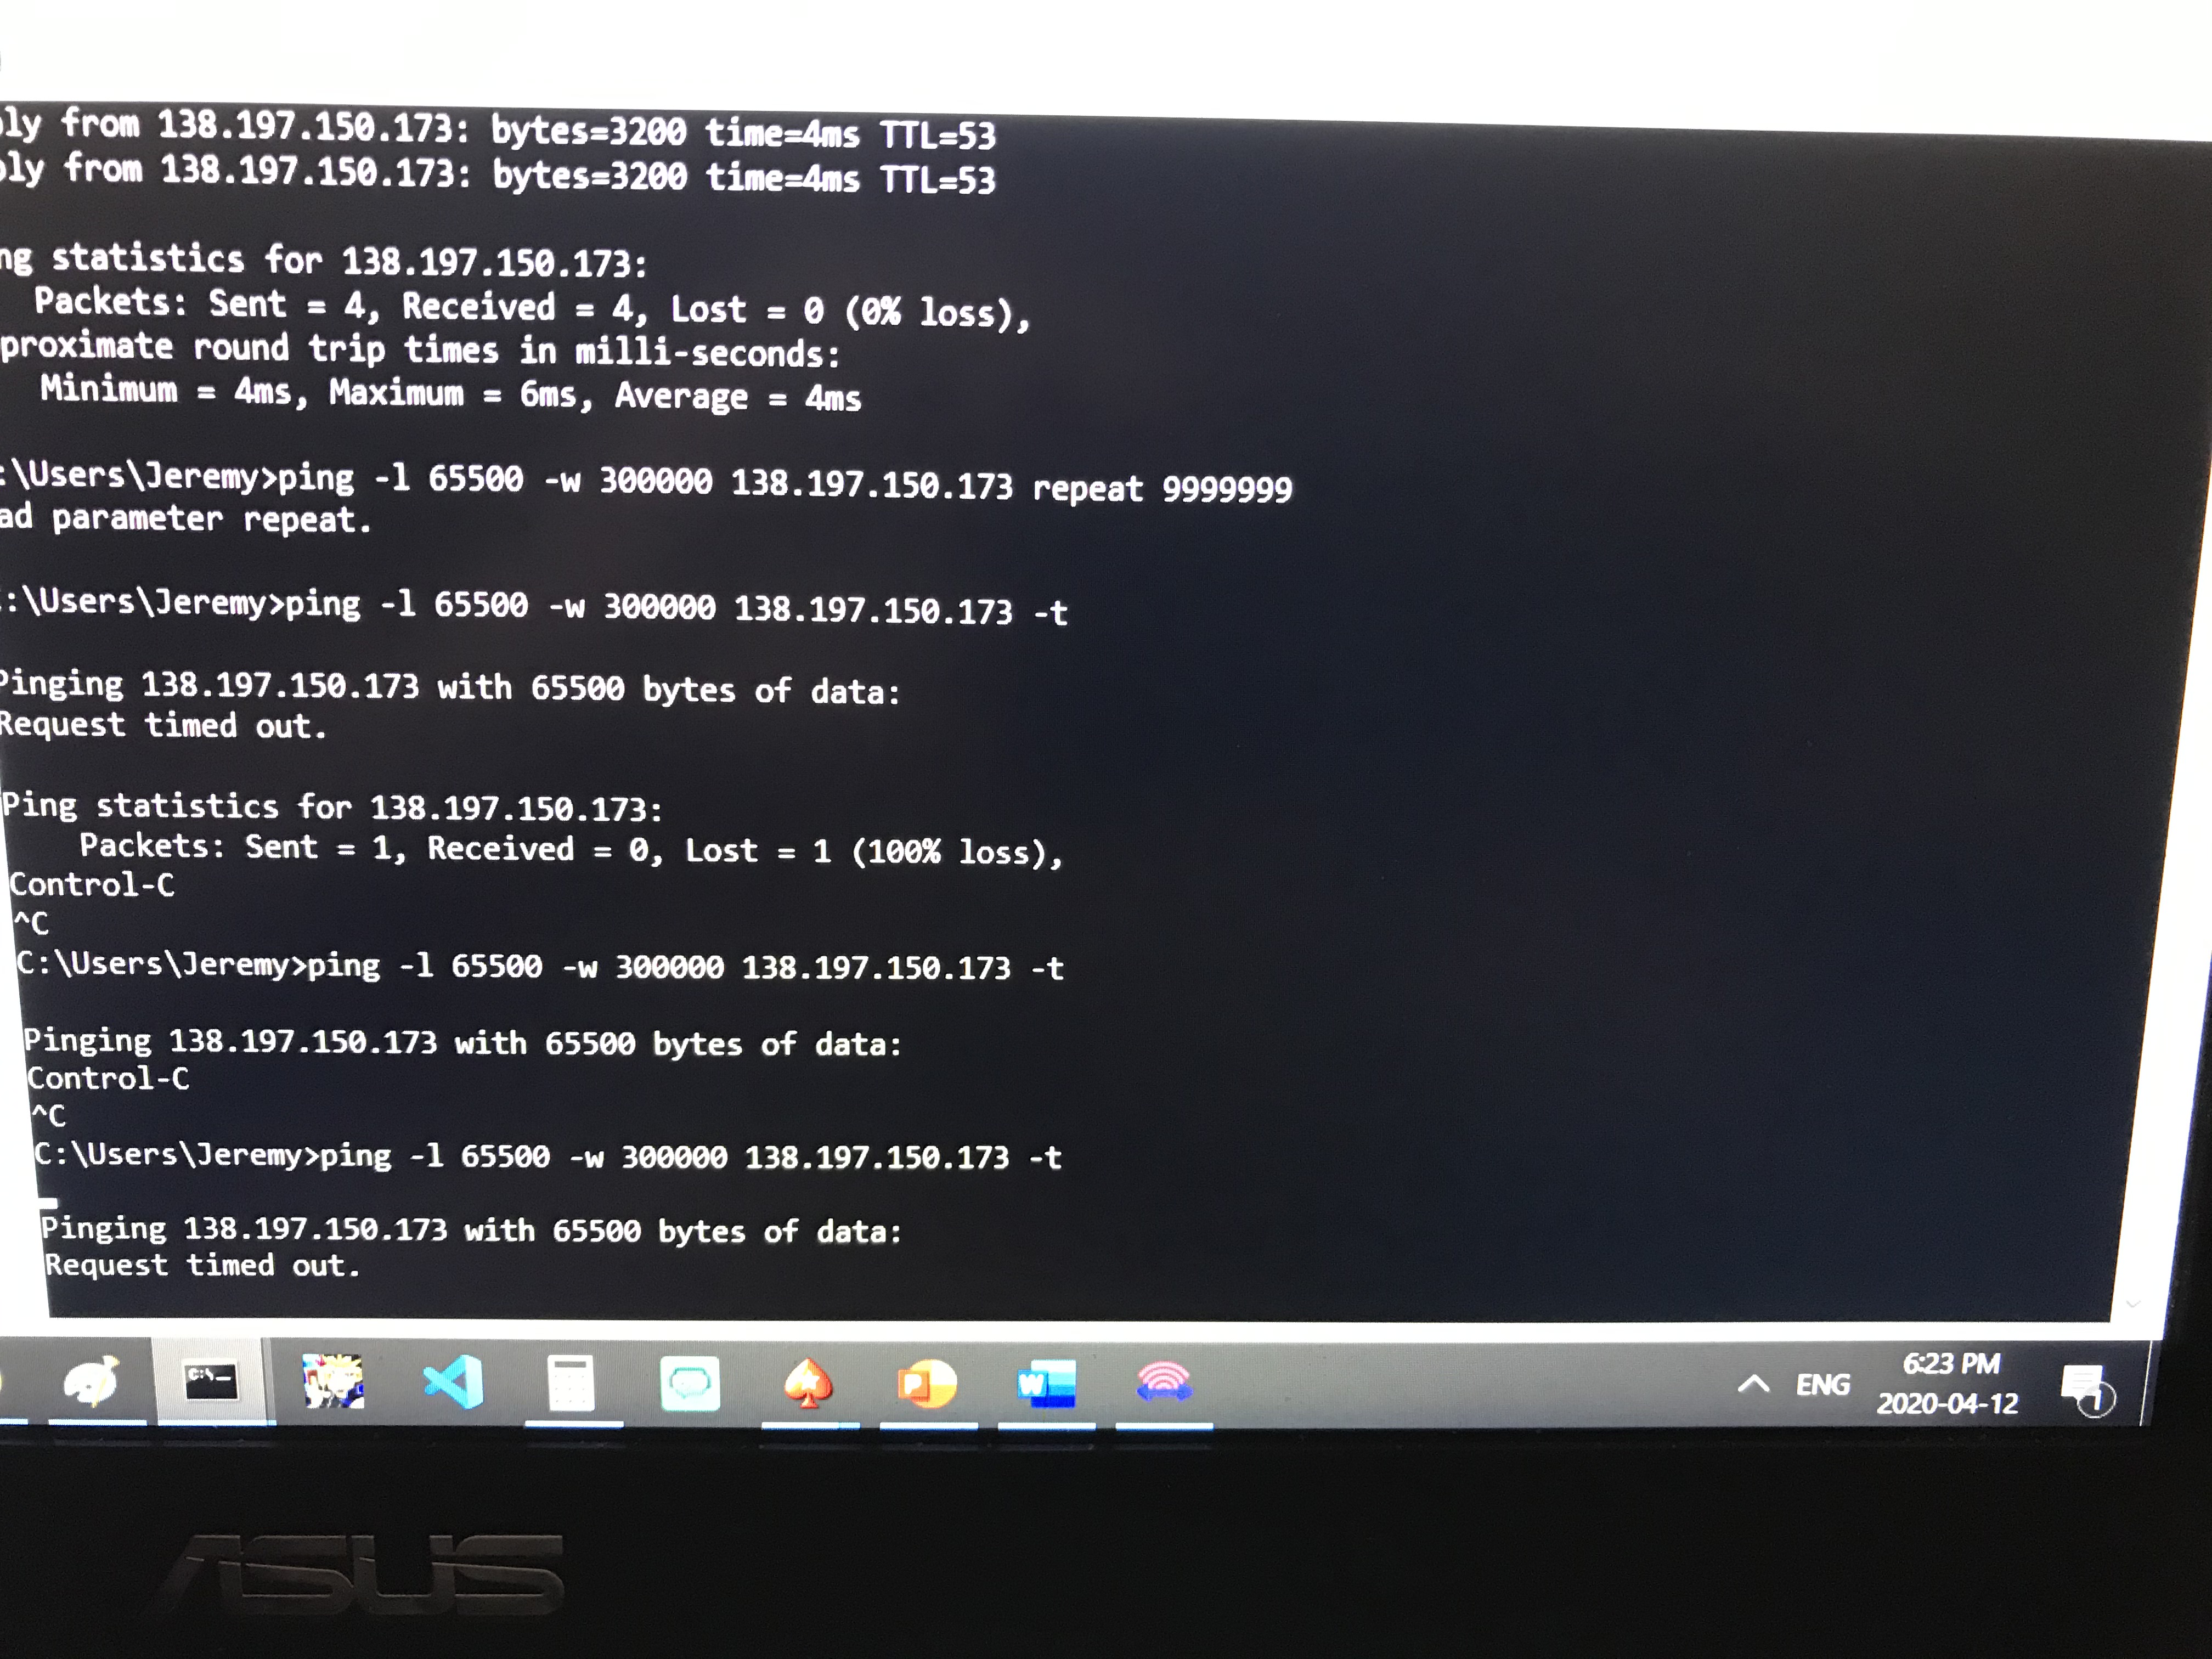 ly from 138.197.150.173: bytes=3200 time=4ms TTL=53
ly from 138.197.150.173: bytes=3200 time=4ms TTL=53
ng statistics for 138.197.150.173:
Packets: Sent = 4, Received = 4, Lost = 0 (0% loss),
proximate round trip times in milli-seconds:
Minimum = 4ms, Maximum = 6ms, Average = 4ms
:\Users\Jeremy>ping -l 65500 -w 300000 138.197.150.173 repeat 9999999
ad parameter repeat.
:\Users\Jeremy>ping -l 65500 -w 300000 138.197.150.173 -t
Pinging 138.197.150.173 with 65500 bytes of data:
Request timed out.
Ping statistics for 138.197.150.173:
Packets: Sent = 1, Received = 0, Lost = 1 (100% loss),
Control-C
^C
C:\Users\Jeremy>ping -l 65500 -w 300000 138.197.150.173 -t
Pinging 138.197.150.173 with 65500 bytes of data:
Control-C
^C
C:\Users\Jeremy>ping -l 65500 -w 300000 138.197.150.173 -t
Pinging 138.197.150.173 with 65500 bytes of data:
Request timed out.
C:\_
P
W
ENG
6:23 PM
2020-04-12
1
ASUS